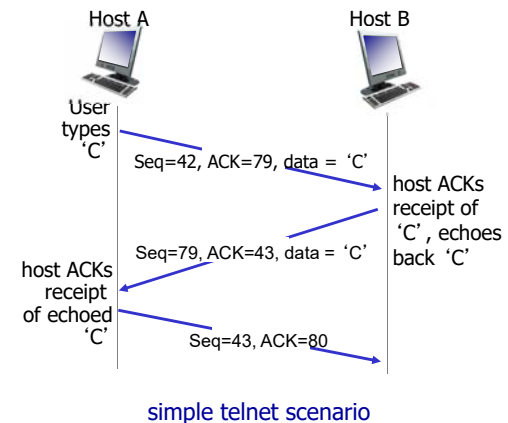 Host A
Host B
User
types
‘C’
Seq=42, ACK=79, data = ‘C’
host ACKs
receipt of
‘C’, echoes
back ‘C’
Seq=79, ACK=43, data = ‘C’
host ACKs
receipt
of echoed
‘C’
Seq=43, ACK=80
simple telnet scenario